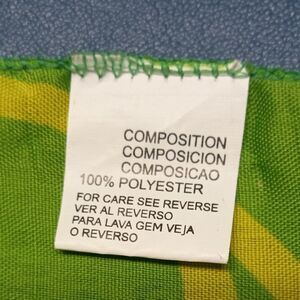 COMPOSITION
COMPOSICION
COMPOSICAO
100% POLYESTER
FOR CARE SEE REVERSE
VER AL REVERSO
PARA LAVA GEM VEJA
O REVERSO